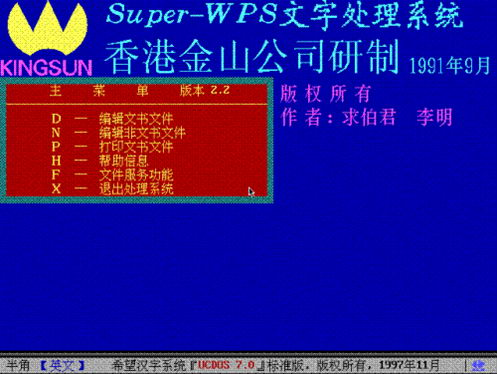 Super-WPS文字处理系统
KINGSUN 香港金山公司研制 1991年9月
主 菜 单 版本 2.2
版权所有
作者:求伯君 李明
D — 编辑文书文件
N — 编辑非文书文件
P — 打印文书文件
H — 帮助信息
F — 文件服务功能
X — 退出处理系统
半角 【英文】 希望汉字系统『UCDOS 7.0』标准版. 版权所有, 1997年11月